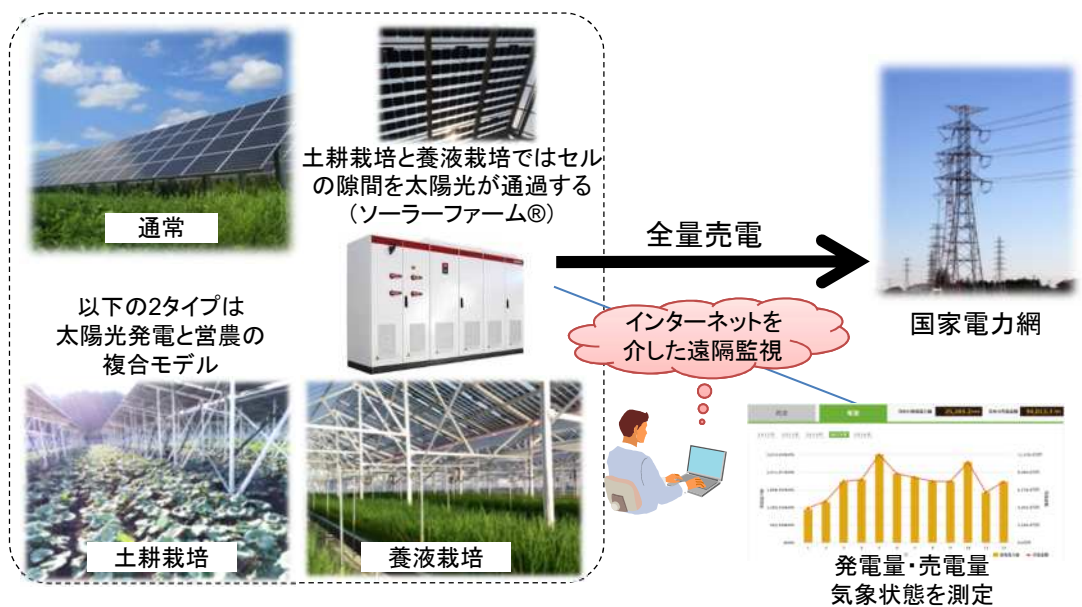 通常
土耕栽培と養液栽培ではセル
の隙間を太陽光が通過する
（ソーラーファーム®）
以下の2タイプは
太陽光発電と営農の
複合モデル
土耕栽培
養液栽培
全量売電
国家電力網
インターネットを
介した遠隔監視
発電量・売電量
気象状態を測定